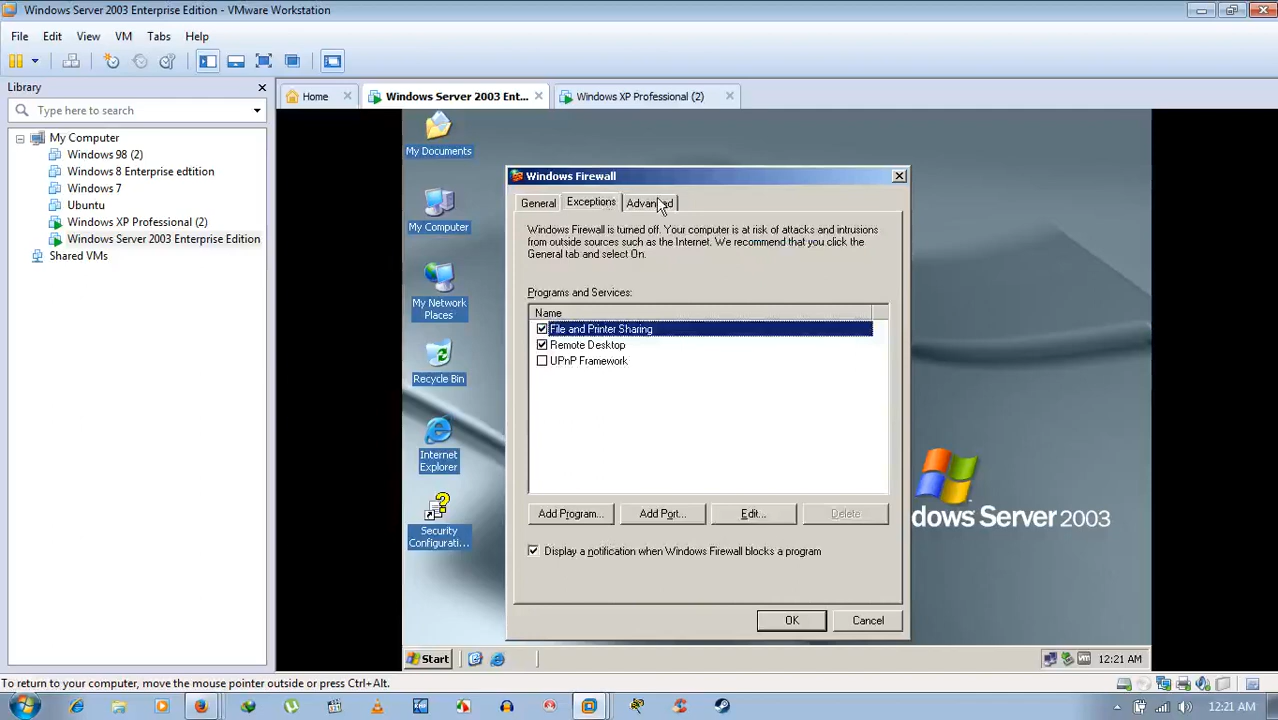 Windows Server 2003 Enterprise Edition - VMware Workstation
File Edit View VM Tabs Help
Library
Type here to search
My Computer
Windows 98 (2)
Windows 8 Enterprise edtition
Windows 7
Ubuntu
Windows XP Professional (2)
Windows Server 2003 Enterprise Edition
Shared VMs
Home
Windows Server 2003 Ent...
Windows XP Professional (2)
My Documents
My Computer
My Network
Places
Recycle Bin
Internet
Explorer
Security
Configurati...
Windows Firewall
General Exceptions Advanced
Windows Firewall is turned off. Your computer is at risk of attacks and intrusions
from outside sources such as the Internet. We recommend that you click the
General tab and select On.
Programs and Services:
Name
File and Printer Sharing
Remote Desktop
UPnP Framework
Add Program... Add Port... Edit... Delete
Display a notification when Windows Firewall blocks a program
OK Cancel
dows Server 2003
Start
12:21 AM
To return to your computer, move the mouse pointer outside or press Ctrl+Alt.
12:21 AM